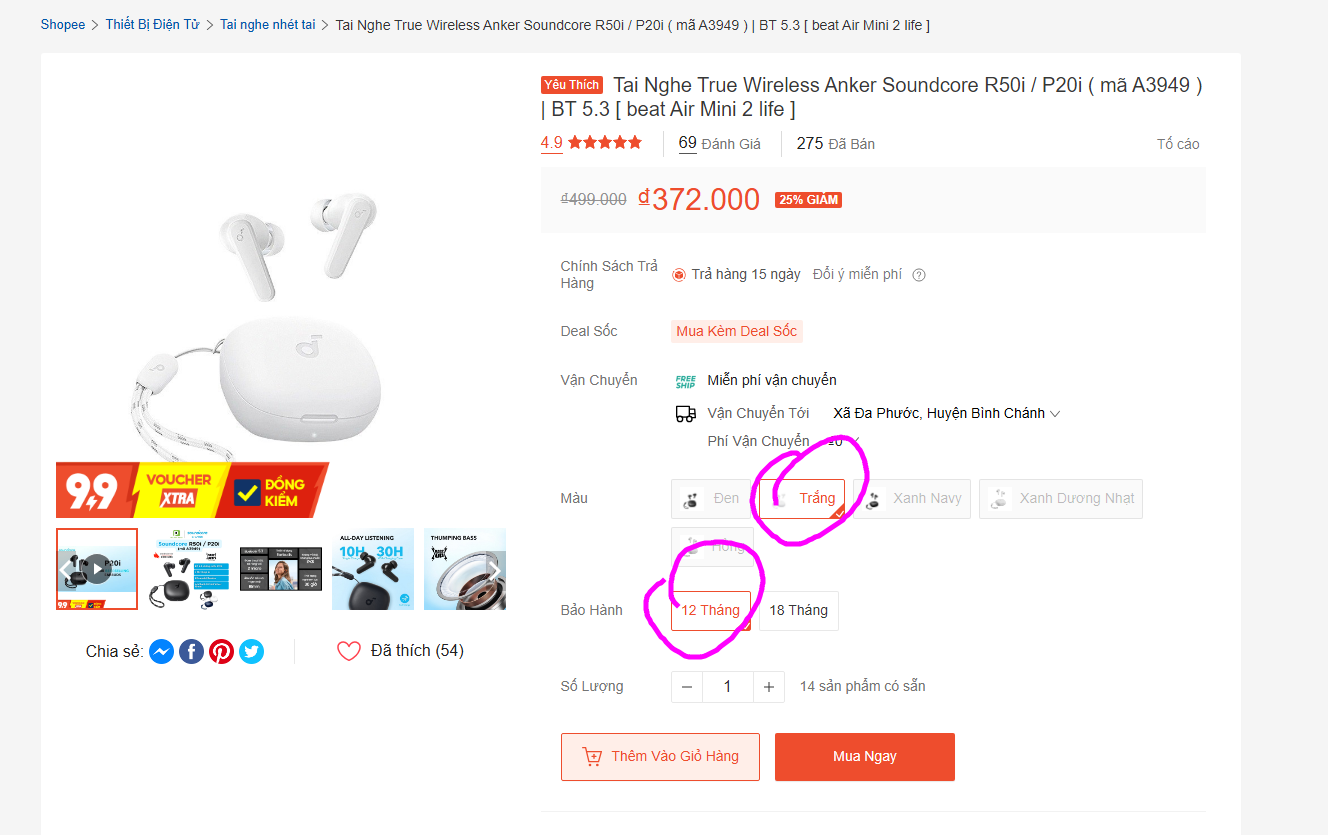 Shopee > Thiết Bị Điện Tử > Tai nghe nhét tai > Tai Nghe True Wireless Anker Soundcore R50i / P20i ( mã A3949 ) | BT 5.3 [ beat Air Mini 2 life ]
Yêu Thích Tai Nghe True Wireless Anker Soundcore R50i / P20i ( mã A3949 )
| BT 5.3 [ beat Air Mini 2 life ]
4.9 69 Đánh Giá 275 Đã Bán Tố cáo
₫499.000 ₫372.000 25% GIẢM
Chính Sách Trả
Hàng
Trả hàng 15 ngày Đổi ý miễn phí
Deal Sốc Mua Kèm Deal Sốc
Vận Chuyển FREE SHIP Miễn phí vận chuyển
Vận Chuyển Tới Xã Đa Phước, Huyện Bình Chánh
Phí Vận Chuyển
Màu Đen Trắng Xanh Navy Xanh Dương Nhạt
Hồng
Bảo Hành 12 Tháng 18 Tháng
Số Lượng − 1 + 14 sản phẩm có sẵn
Thêm Vào Giỏ Hàng Mua Ngay
9.9 VOUCHER XTRA ĐỒNG KIỂM
P20i
9.9
soundcore
Soundcore R50i / P20i
(mã A3949)
ALL-DAY LISTENING
10H 30H
THUMPING BASS
Chia sẻ: Đã thích (54)